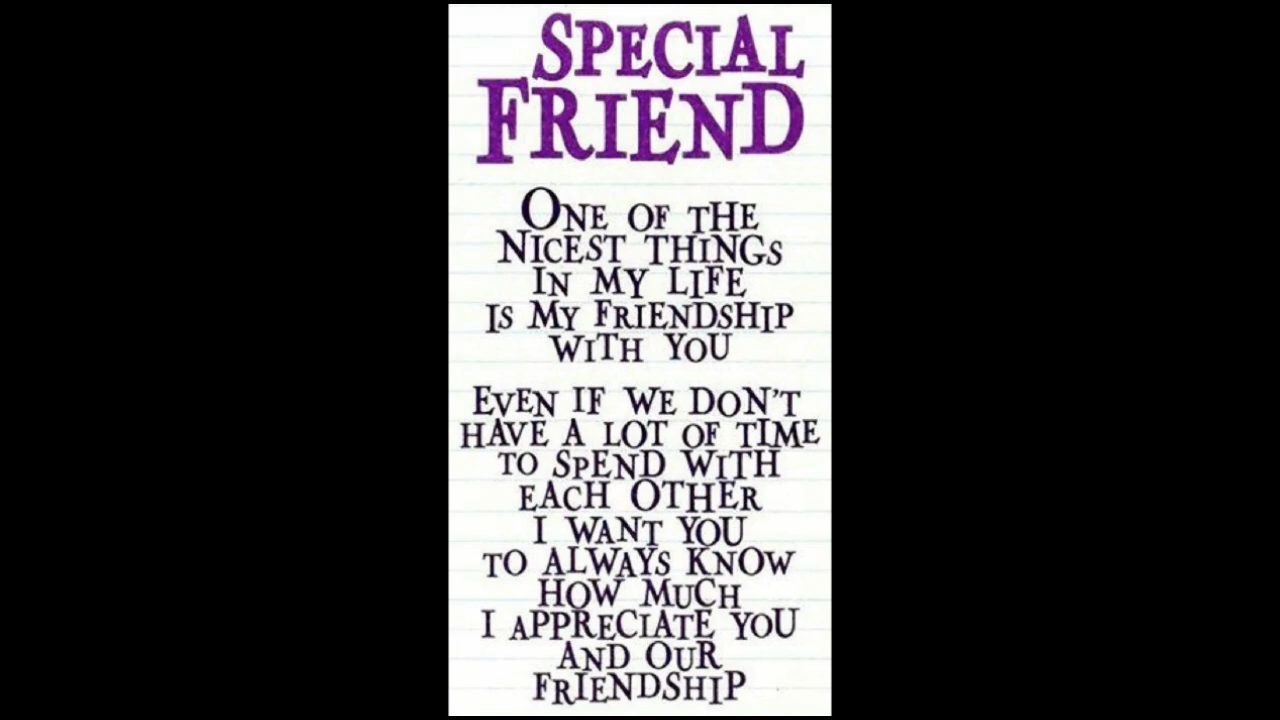 SPECIAL
FRIEND
ONE OF THE
NICEST THINGS
IN MY LIFE
IS MY FRIENDSHIP
WITH YOU
EVEN IF WE DON'T
HAVE A LOT OF TIME
TO SPEND WITH
EACH OTHER
I WANT YOU
TO ALWAYS KNOW
HOW MUCH
I APPRECIATE YOU
AND OUR
FRIENDSHIP